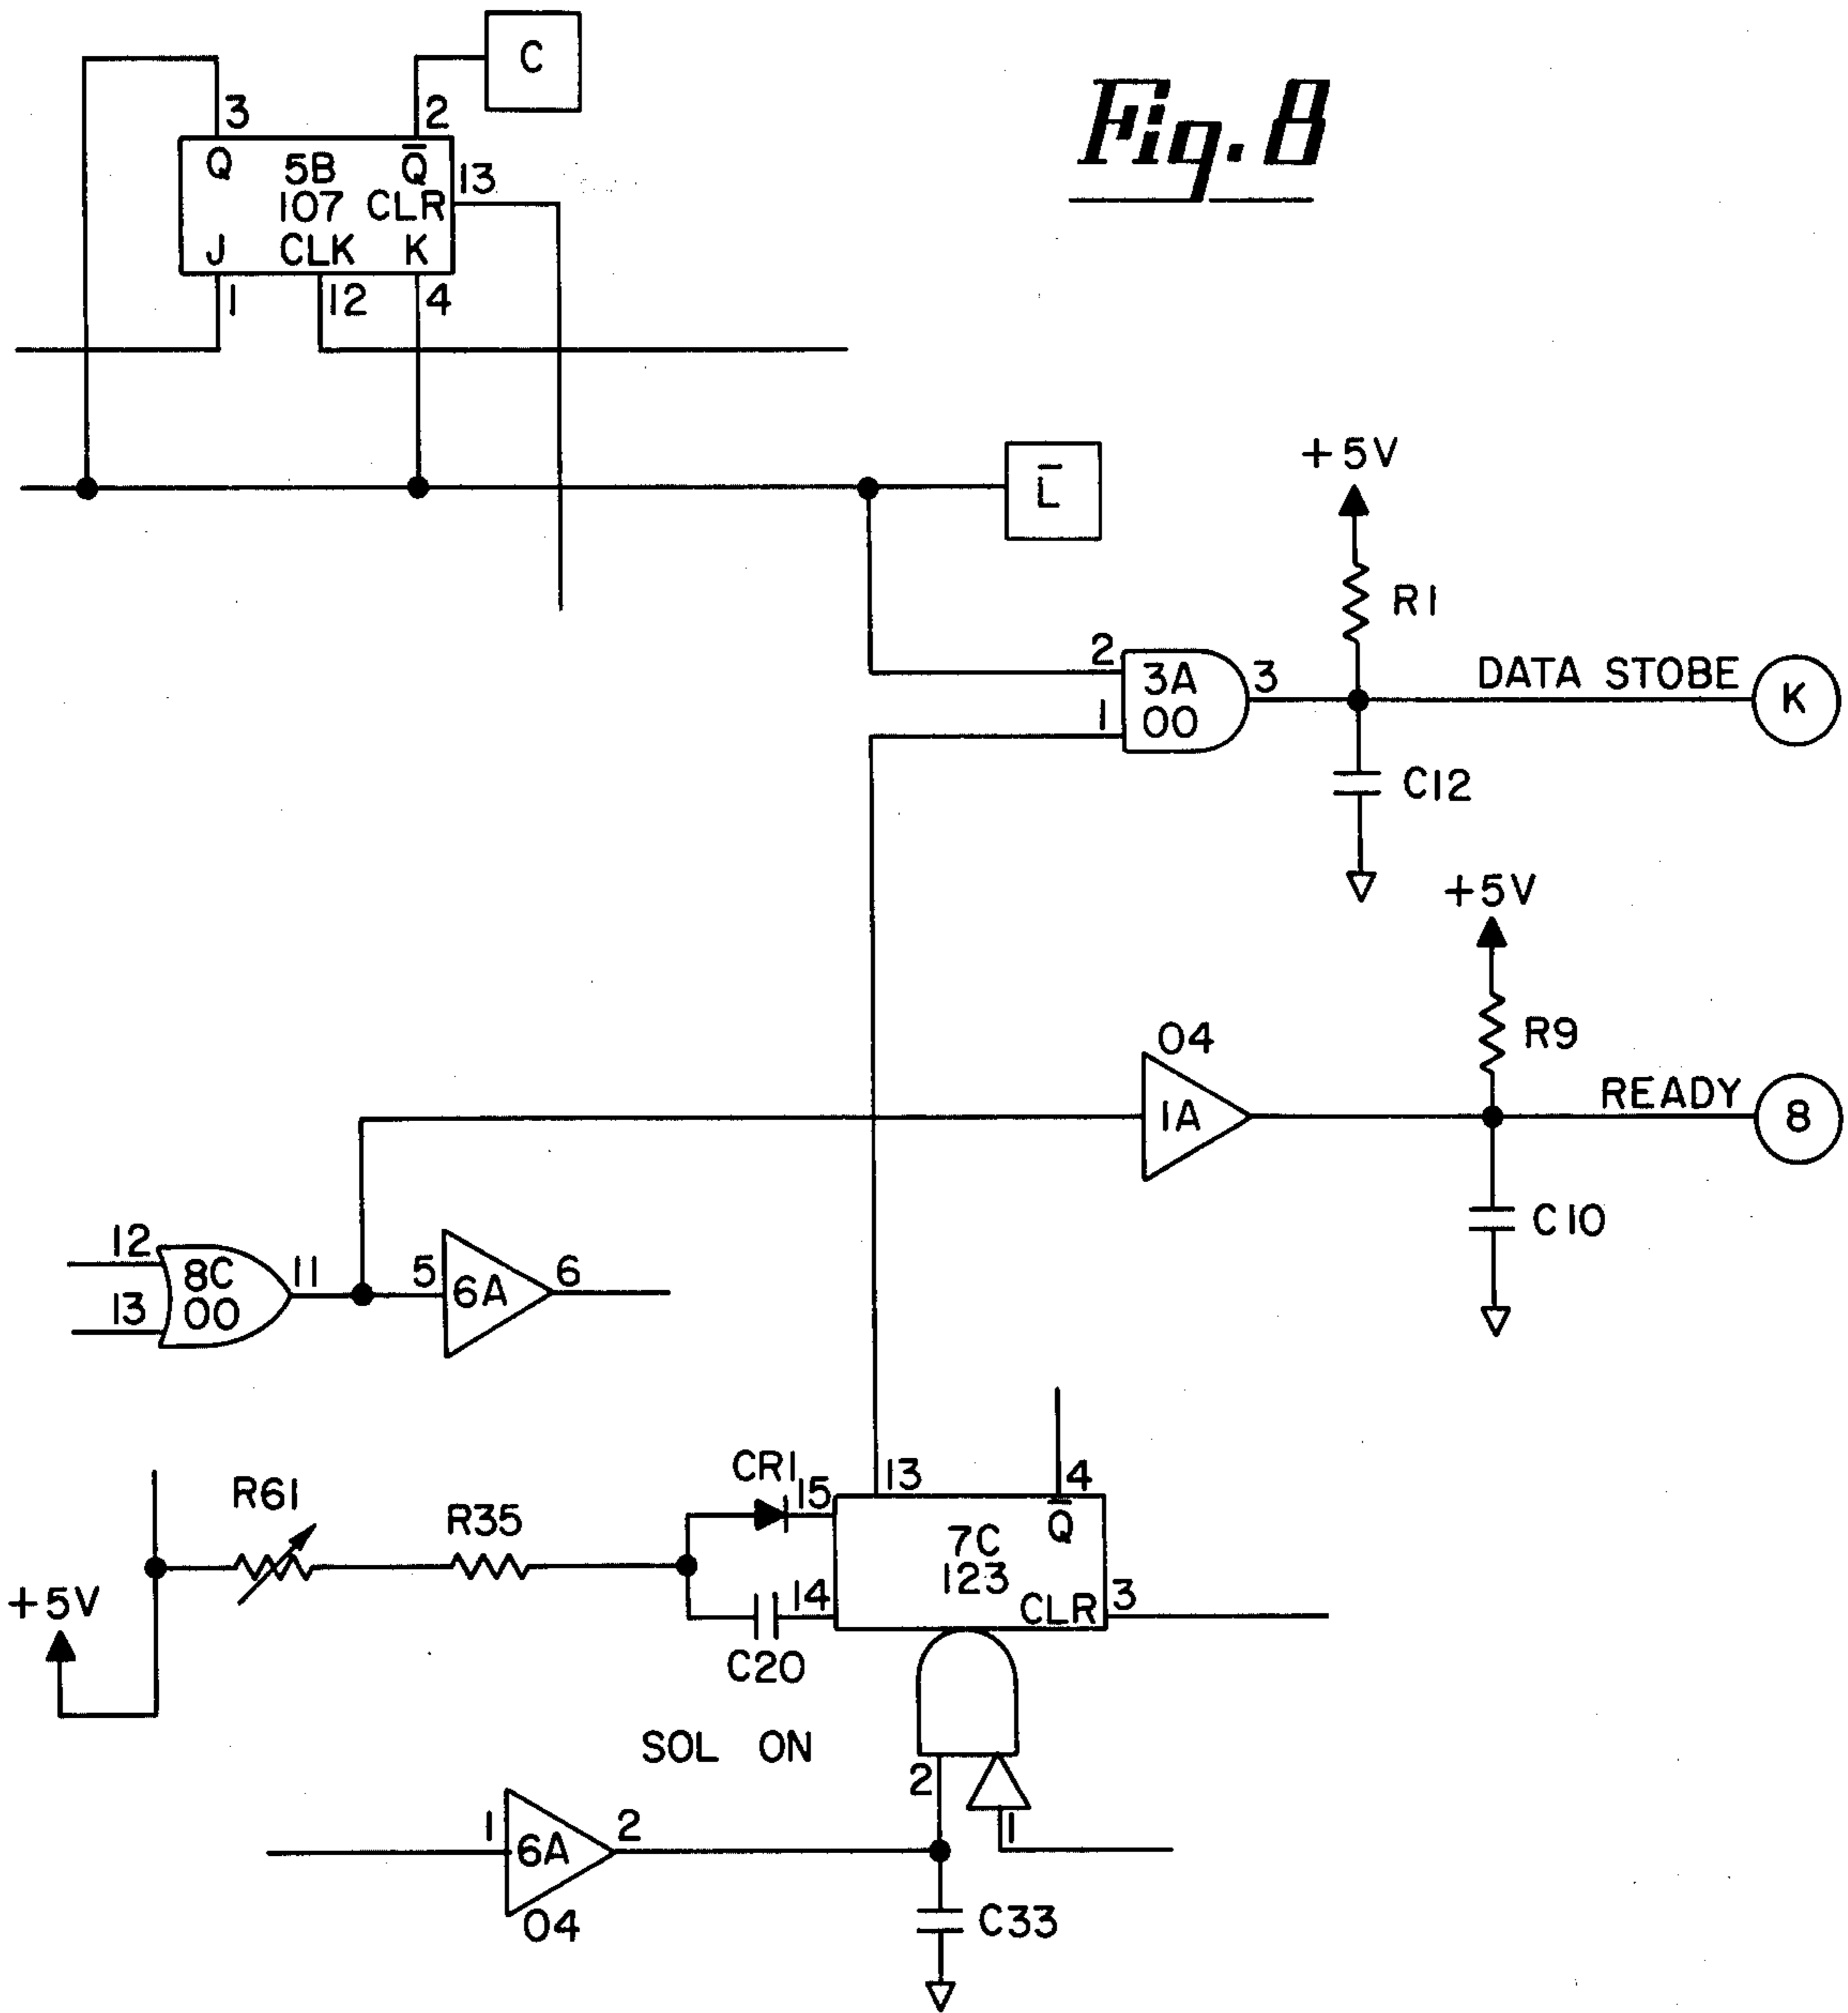 C
Fig. 8
3 2
Q 5B Q̅ 13
107 CLR
J CLK K
1 12 4
L̅
+5V
R1
2
3A 3 DATA STOBE K
1 00
C12
+5V
04
R9
1A READY 8
12 8C 11 5 6A 6
13 00
C10
CR1 15 13 4
R61 R35
7C Q̅
123
+5V 14 CLR 3
C20
SOL ON
2
1 6A 2 1
04 C33